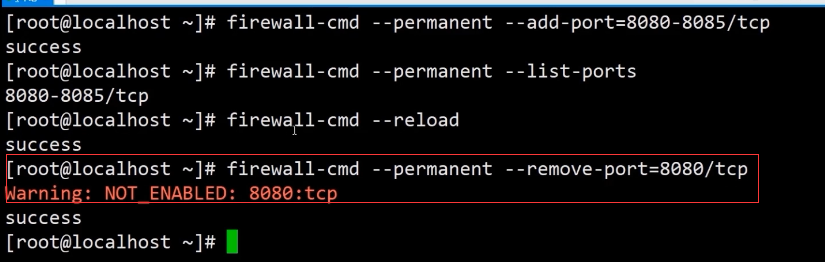 [root@localhost ~]# firewall-cmd --permanent --add-port=8080-8085/tcp
success
[root@localhost ~]# firewall-cmd --permanent --list-ports
8080-8085/tcp
[root@localhost ~]# firewall-cmd --reload
success
[root@localhost ~]# firewall-cmd --permanent --remove-port=8080/tcp
Warning: NOT_ENABLED: 8080:tcp
success
[root@localhost ~]#